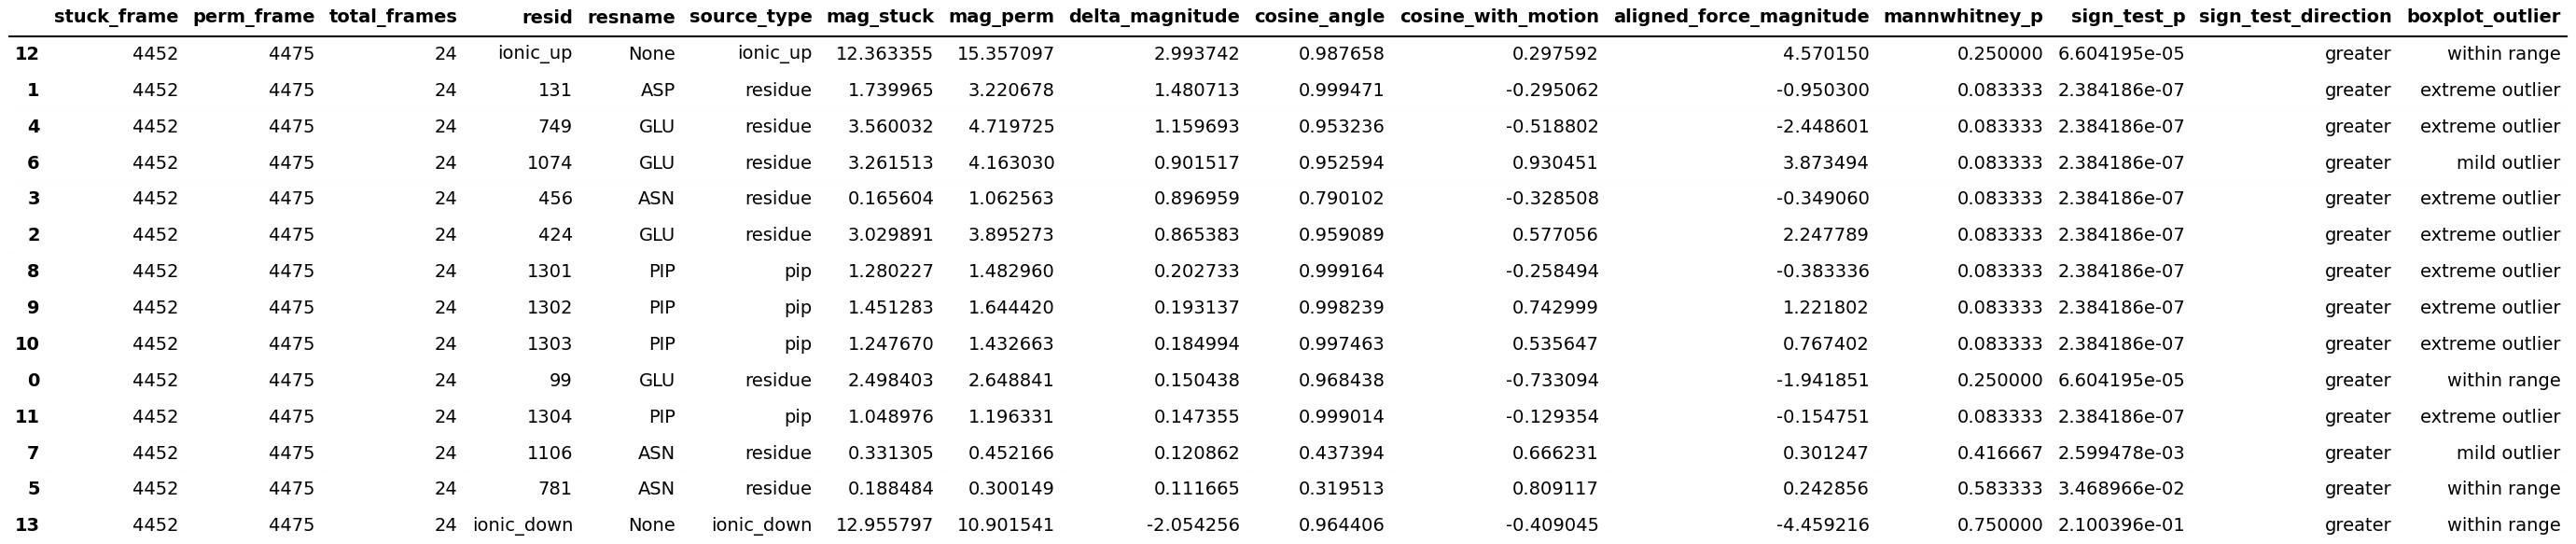 stuck_frame perm_frame total_frames resid resname source_type mag_stuck mag_perm delta_magnitude cosine_angle cosine_with_motion aligned_force_magnitude mannwhitney_p sign_test_p sign_test_direction boxplot_outlier
12 4452 4475 24 ionic_up None ionic_up 12.363355 15.357097 2.993742 0.987658 0.297592 4.570150 0.250000 6.604195e-05 greater within range
1 4452 4475 24 131 ASP residue 1.739965 3.220678 1.480713 0.999471 -0.295062 -0.950300 0.083333 2.384186e-07 greater extreme outlier
4 4452 4475 24 749 GLU residue 3.560032 4.719725 1.159693 0.953236 -0.518802 -2.448601 0.083333 2.384186e-07 greater extreme outlier
6 4452 4475 24 1074 GLU residue 3.261513 4.163030 0.901517 0.952594 0.930451 3.873494 0.083333 2.384186e-07 greater mild outlier
3 4452 4475 24 456 ASN residue 0.165604 1.062563 0.896959 0.790102 -0.328508 -0.349060 0.083333 2.384186e-07 greater extreme outlier
2 4452 4475 24 424 GLU residue 3.029891 3.895273 0.865383 0.959089 0.577056 2.247789 0.083333 2.384186e-07 greater extreme outlier
8 4452 4475 24 1301 PIP pip 1.280227 1.482960 0.202733 0.999164 -0.258494 -0.383336 0.083333 2.384186e-07 greater extreme outlier
9 4452 4475 24 1302 PIP pip 1.451283 1.644420 0.193137 0.998239 0.742999 1.221802 0.083333 2.384186e-07 greater extreme outlier
10 4452 4475 24 1303 PIP pip 1.247670 1.432663 0.184994 0.997463 0.535647 0.767402 0.083333 2.384186e-07 greater extreme outlier
0 4452 4475 24 99 GLU residue 2.498403 2.648841 0.150438 0.968438 -0.733094 -1.941851 0.250000 6.604195e-05 greater within range
11 4452 4475 24 1304 PIP pip 1.048976 1.196331 0.147355 0.999014 -0.129354 -0.154751 0.083333 2.384186e-07 greater extreme outlier
7 4452 4475 24 1106 ASN residue 0.331305 0.452166 0.120862 0.437394 0.666231 0.301247 0.416667 2.599478e-03 greater mild outlier
5 4452 4475 24 781 ASN residue 0.188484 0.300149 0.111665 0.319513 0.809117 0.242856 0.583333 3.468966e-02 greater within range
13 4452 4475 24 ionic_down None ionic_down 12.955797 10.901541 -2.054256 0.964406 -0.409045 -4.459216 0.750000 2.100396e-01 greater within range